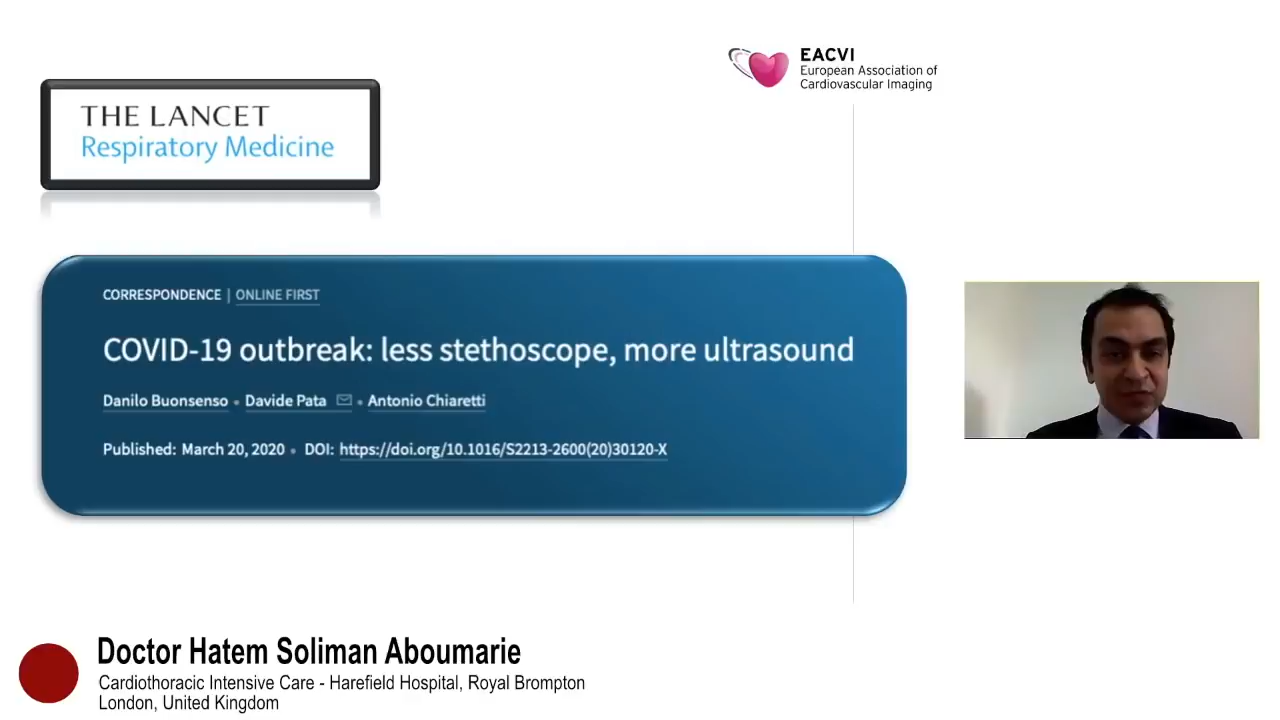 EACVI
European Association of
Cardiovascular Imaging
THE LANCET
Respiratory Medicine
CORRESPONDENCE | ONLINE FIRST
COVID-19 outbreak: less stethoscope, more ultrasound
Danilo Buonsenso • Davide Pata • Antonio Chiaretti
Published: March 20, 2020 • DOI: https://doi.org/10.1016/S2213-2600(20)30120-X
Doctor Hatem Soliman Aboumarie
Cardiothoracic Intensive Care - Harefield Hospital, Royal Brompton
London, United Kingdom